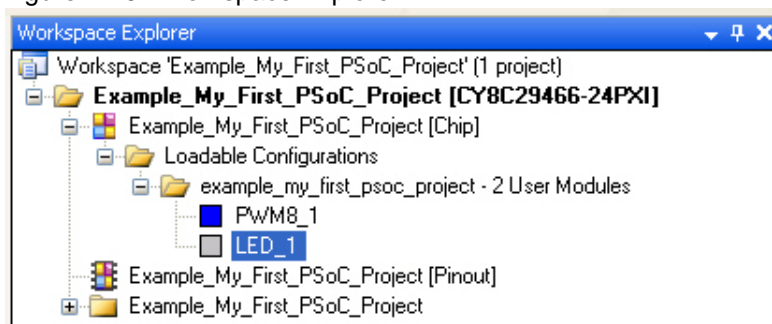 Workspace Explorer
Workspace 'Example_My_First_PSoC_Project' (1 project)
Example_My_First_PSoC_Project [CY8C29466-24PXI]
Example_My_First_PSoC_Project [Chip]
Loadable Configurations
example_my_first_psoc_project - 2 User Modules
PWM8_1
LED_1
Example_My_First_PSoC_Project [Pinout]
Example_My_First_PSoC_Project